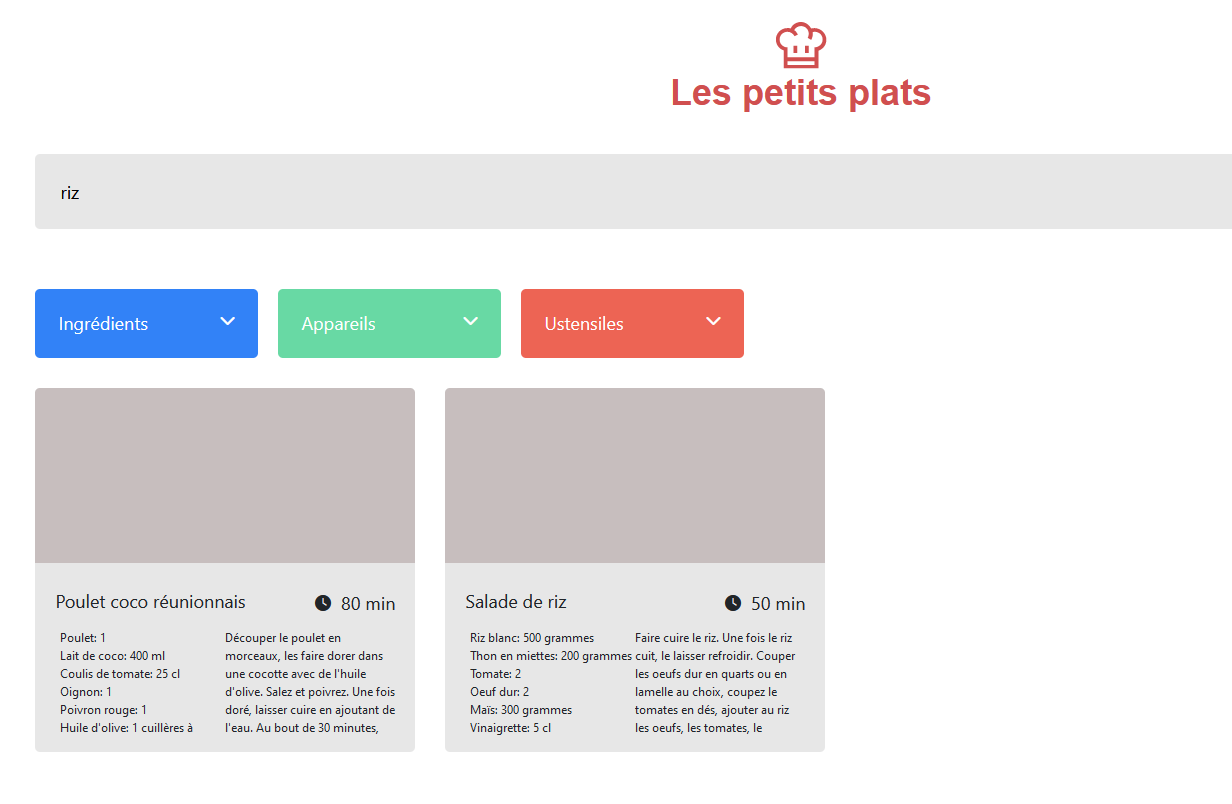 Les petits plats
riz
Ingrédients
Appareils
Ustensiles
Poulet coco réunionnais
80 min
Poulet: 1
Lait de coco: 400 ml
Coulis de tomate: 25 cl
Oignon: 1
Poivron rouge: 1
Huile d'olive: 1 cuillères à
Découper le poulet en
morceaux, les faire dorer dans
une cocotte avec de l'huile
d'olive. Salez et poivrez. Une fois
doré, laisser cuire en ajoutant de
l'eau. Au bout de 30 minutes,
Salade de riz
50 min
Riz blanc: 500 grammes
Thon en miettes: 200 grammes
Tomate: 2
Oeuf dur: 2
Maïs: 300 grammes
Vinaigrette: 5 cl
Faire cuire le riz. Une fois le riz
cuit, le laisser refroidir. Couper
les oeufs dur en quarts ou en
lamelle au choix, coupez le
tomates en dés, ajouter au riz
les oeufs, les tomates, le